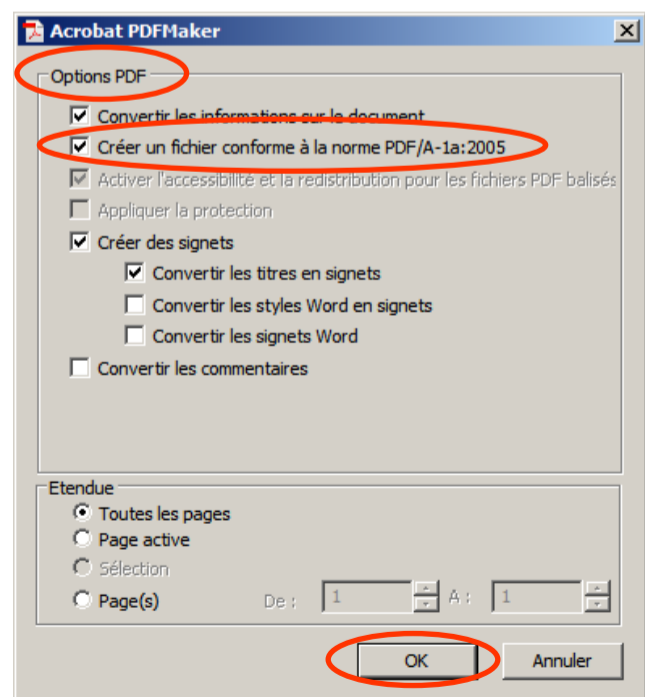 Acrobat PDFMaker
Options PDF
Convertir les informations sur le document
Créer un fichier conforme à la norme PDF/A-1a:2005
Activer l'accessibilité et la redistribution pour les fichiers PDF balisés
Appliquer la protection
Créer des signets
Convertir les titres en signets
Convertir les styles Word en signets
Convertir les signets Word
Convertir les commentaires
Etendue
Toutes les pages
Page active
Sélection
Page(s) De : 1 A : 1
OK Annuler